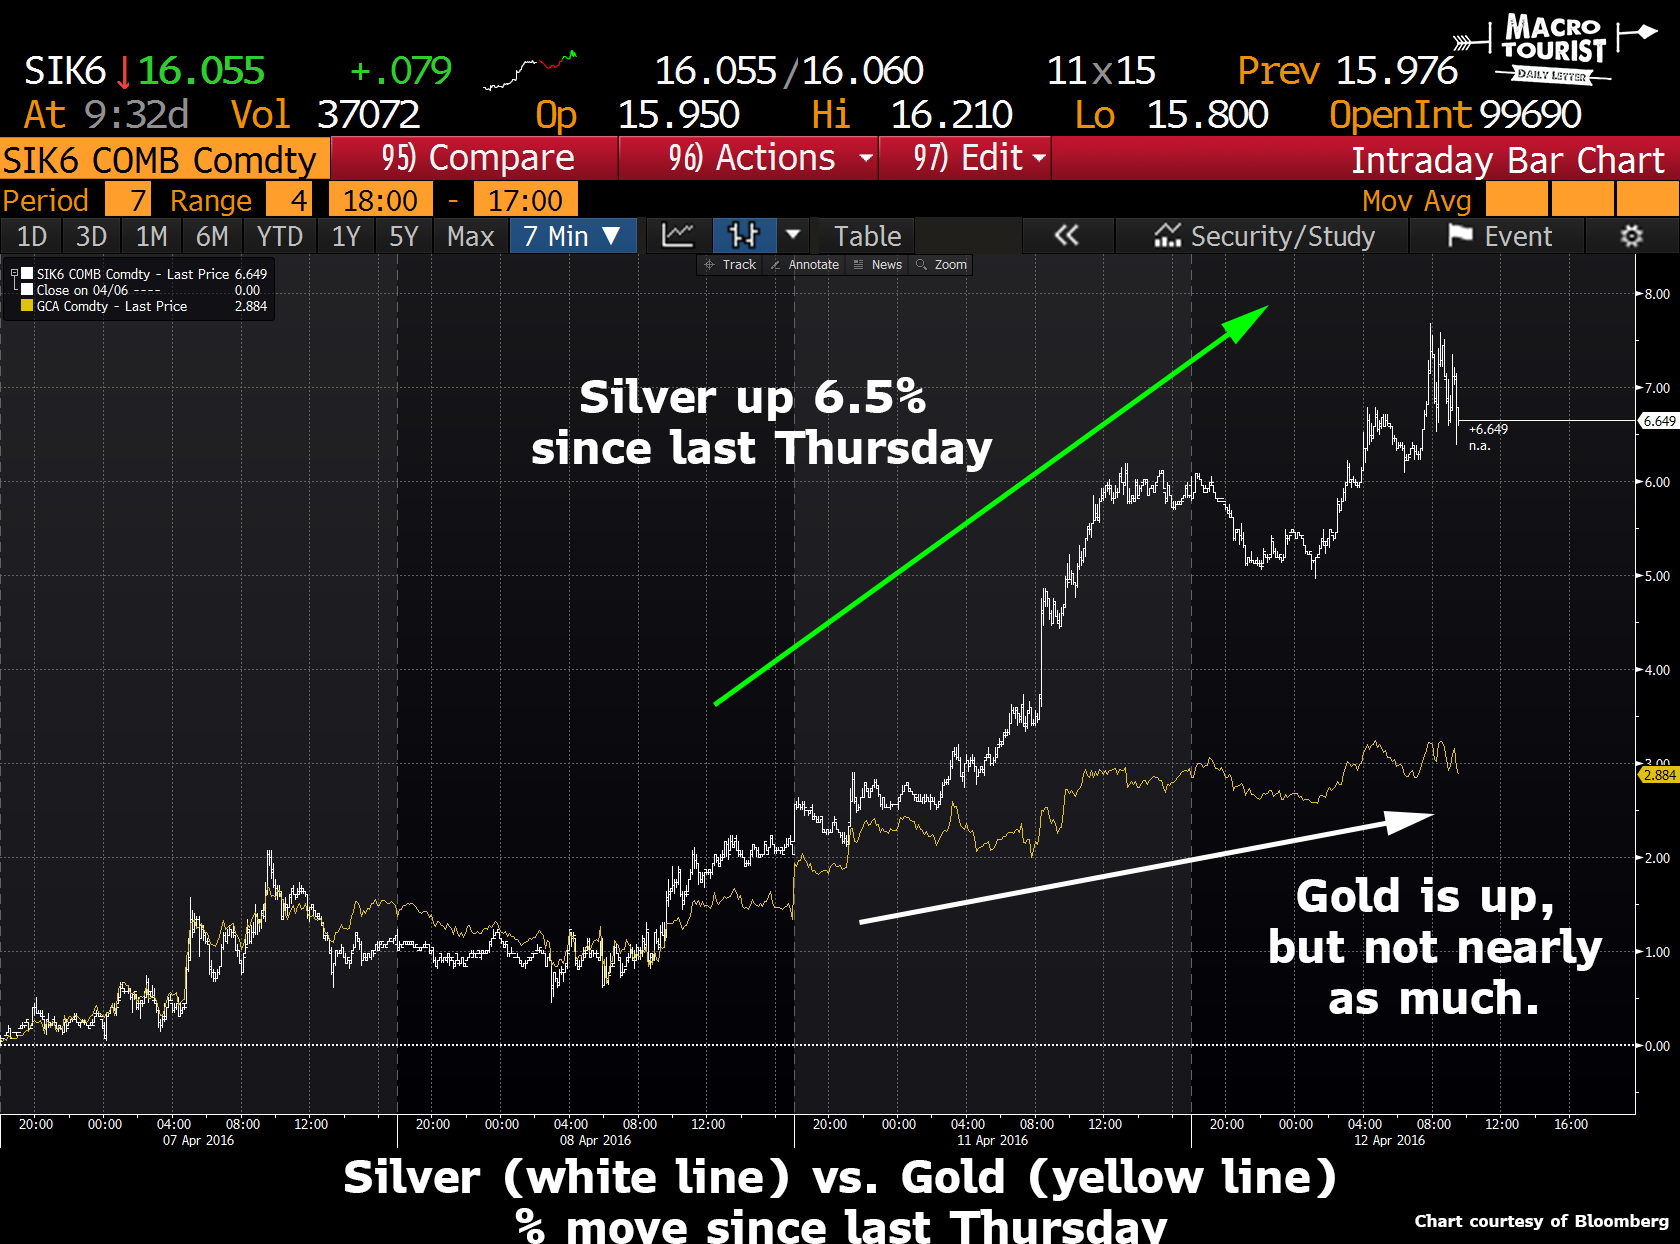 MACRO
TOURIST
DAILY LETTER
SIK6 ↓16.055 +.079 16.055/16.060 11x15 Prev 15.976
At 9:32d Vol 37072 Op 15.950 Hi 16.210 Lo 15.800 OpenInt 99690
SIK6 COMB Comdty 95) Compare 96) Actions 97) Edit Intraday Bar Chart
Period 7 Range 4 18:00 - 17:00 Mov Avg
1D 3D 1M 6M YTD 1Y 5Y Max 7 Min ▼ Table « Security/Study Event
Track Annotate News Zoom
SIK6 COMB Comdty - Last Price 6.649
Close on 04/06 ---- 0.00
GCA Comdty - Last Price 2.884
8.00
Silver up 6.5%
since last Thursday
7.00
6.649
+6.649
n.a.
6.00
5.00
4.00
3.00
2.884
2.00
Gold is up,
but not nearly
as much.
1.00
0.00
20:00 00:00 04:00 08:00 12:00 20:00 00:00 04:00 08:00 12:00 20:00 00:00 04:00 08:00 12:00 20:00 00:00 04:00 08:00 12:00 16:00
07 Apr 2016 08 Apr 2016 11 Apr 2016 12 Apr 2016
Silver (white line) vs. Gold (yellow line)
% move since last Thursday
Chart courtesy of Bloomberg